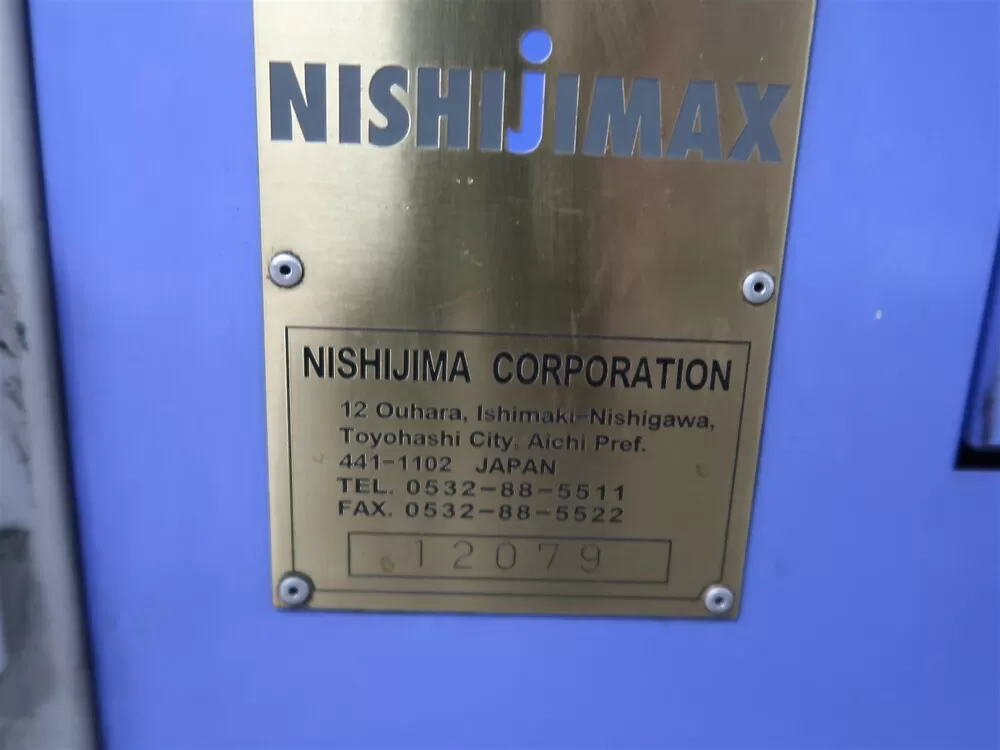 NISHIjIMAX
NISHIJIMA CORPORATION
12 Ouhara, Ishimaki-Nishigawa,
Toyohashi City, Aichi Pref.
441-1102 JAPAN
TEL. 0532-88-5511
FAX. 0532-88-5522
12079